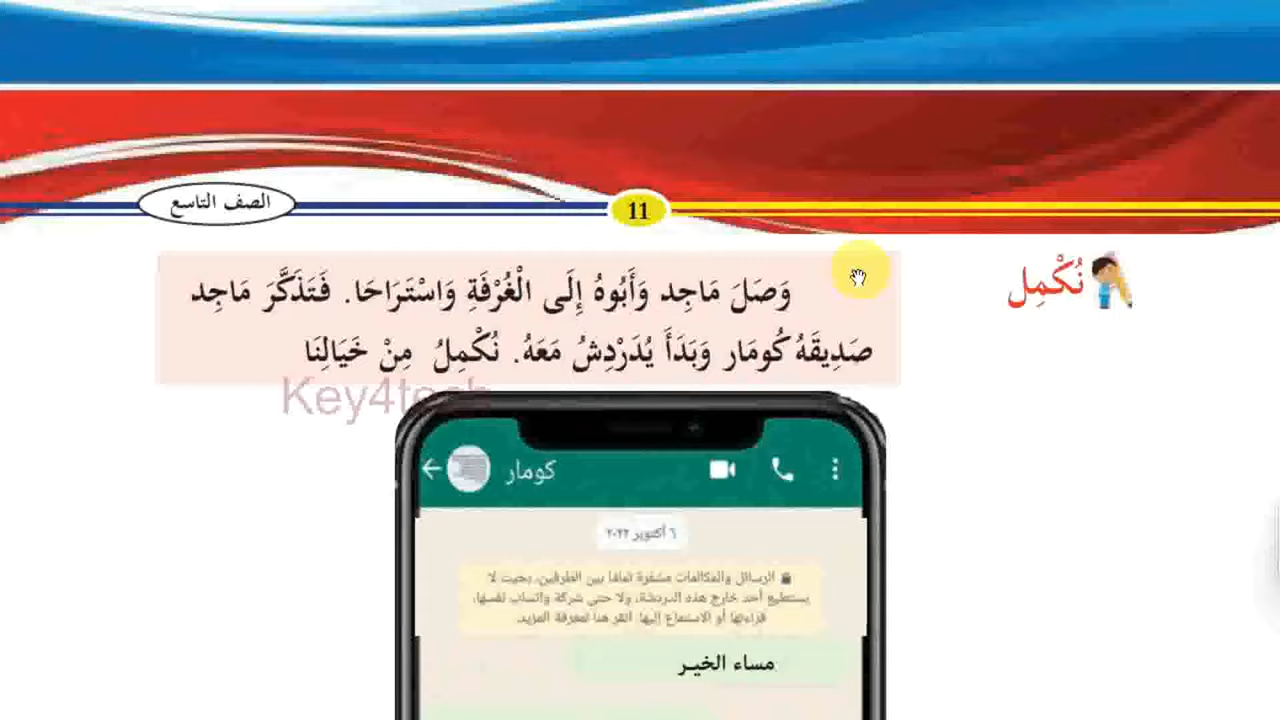 الصف التاسع
11
نُكْمِل
وَصَلَ مَاجِد وَأَبُوهُ إِلَى الْغُرْفَةِ وَاسْتَرَاحَا. فَتَذَكَّرَ مَاجِد
صَدِيقَهُ كُومَار وَبَدَأَ يُدَرْدِشُ مَعَهُ. نُكْمِلُ مِنْ خَيَالِنَا
Key4tech
كومار
٦ أكتوبر ٢٠٢٢
الرسائل والمكالمات مشفرة تمامًا بين الطرفين، بحيث لا
يستطيع أحد خارج هذه الدردشة، ولا حتى شركة واتساب نفسها،
قراءتها أو الاستماع إليها. انقر هنا لمعرفة المزيد.
مساء الخير